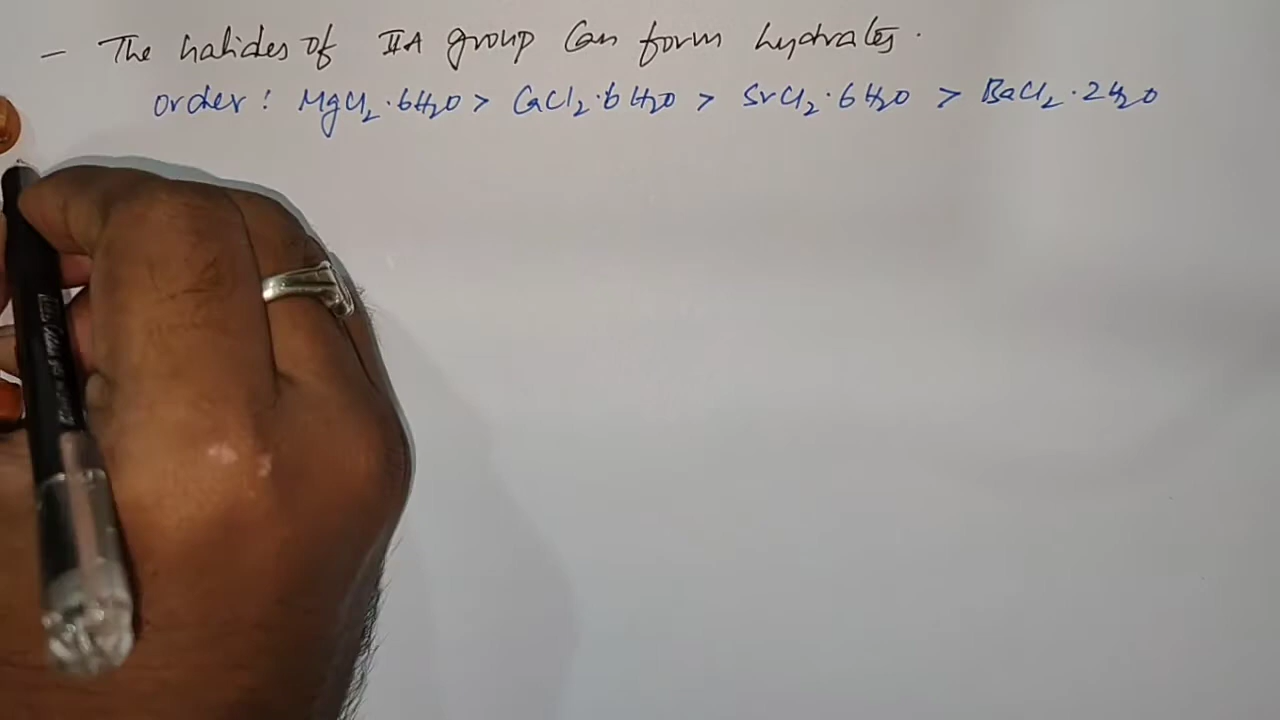 – The halides of IIA group can form hydrates.
order: MgCl₂·6H₂O > CaCl₂·6H₂O > SrCl₂·6H₂O > BaCl₂·2H₂O